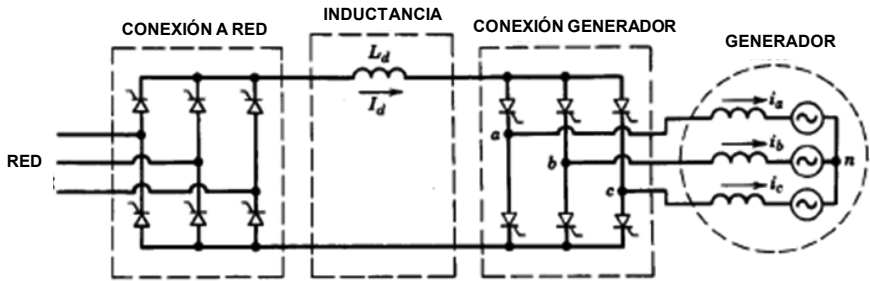 CONEXIÓN A RED
INDUCTANCIA
CONEXIÓN GENERADOR
GENERADOR
L_d
I_d
RED
a
b
c
i_a
i_b
i_c
n